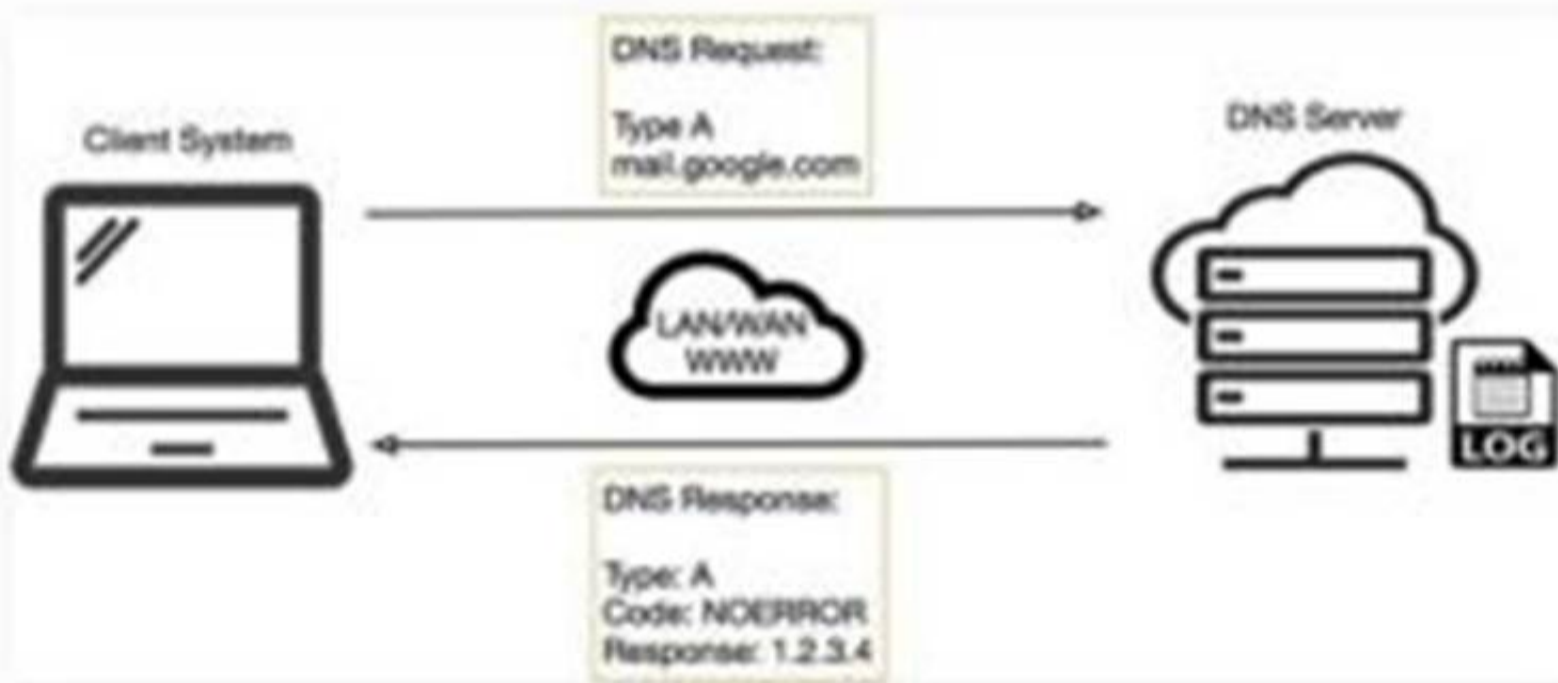 Client System
DNS Request:
Type A
mail.google.com
DNS Server
LAN/WAN
WWW
LOG
DNS Response:
Type: A
Code: NOERROR
Response: 1.2.3.4